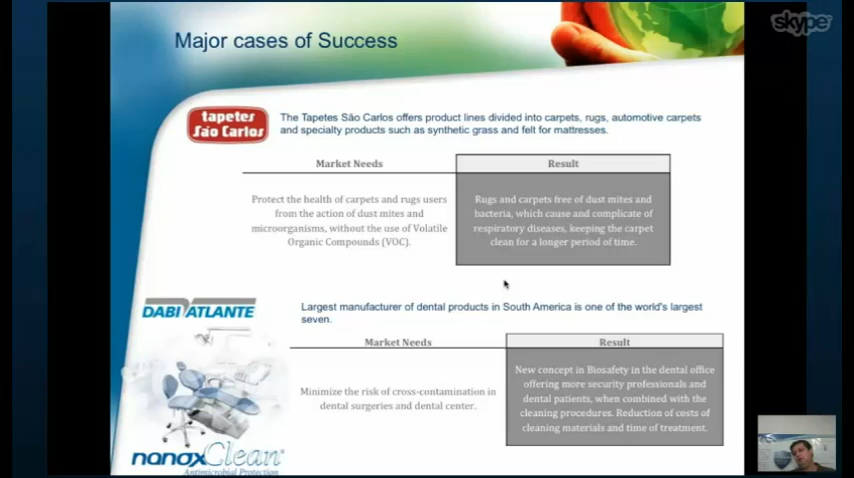 skype
Major cases of Success
tapetes
São Carlos
The Tapetes São Carlos offers product lines divided into carpets, rugs, automotive carpets
and specialty products such as synthetic grass and felt for mattresses.
Market Needs
Result
Protect the health of carpets and rugs users
from the action of dust mites and
microorganisms, without the use of Volatile
Organic Compounds (VOC).
Rugs and carpets free of dust mites and
bacteria, which cause and complicate of
respiratory diseases, keeping the carpet
clean for a longer period of time.
DABI ATLANTE
Largest manufacturer of dental products in South America is one of the world's largest
seven.
Market Needs
Result
Minimize the risk of cross-contamination in
dental surgeries and dental center.
New concept in Biosafety in the dental office
offering more security professionals and
dental patients, when combined with the
cleaning procedures. Reduction of costs of
cleaning materials and time of treatment.
nanoxClean®
Antimicrobial Protection